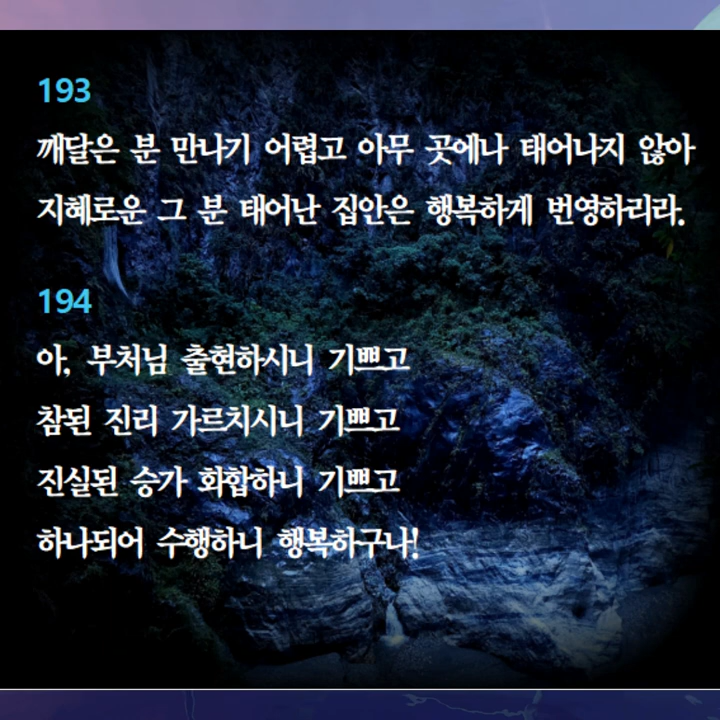 193
깨달은 분 만나기 어렵고 아무 곳에나 태어나지 않아
지혜로운 그 분 태어난 집안은 행복하게 번영하리라.
194
아, 부처님 출현하시니 기쁘고
참된 진리 가르치시니 기쁘고
진실된 승가 화합하니 기쁘고
하나되어 수행하니 행복하구나!